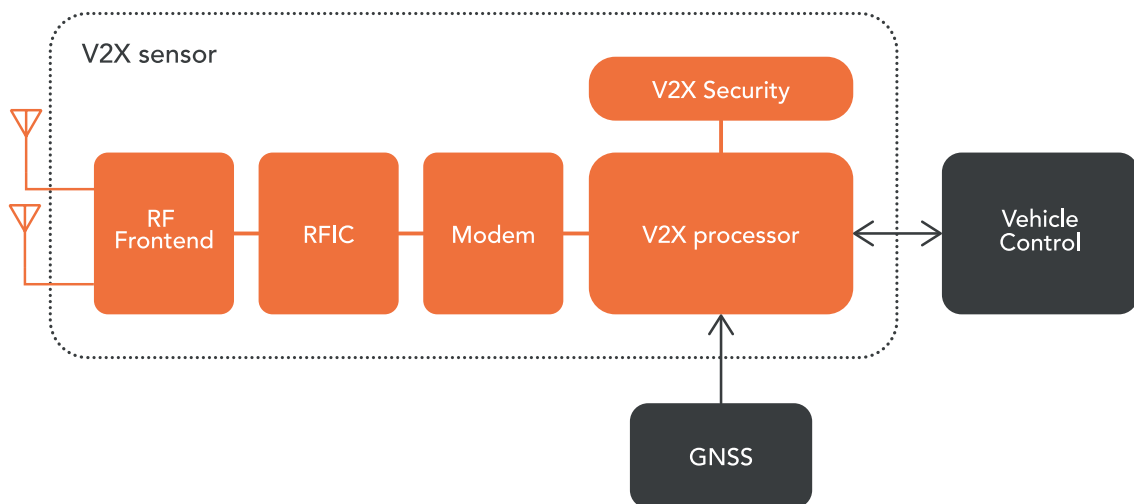 V2X sensor
V2X Security
RF
Frontend
RFIC
Modem
V2X processor
Vehicle
Control
GNSS